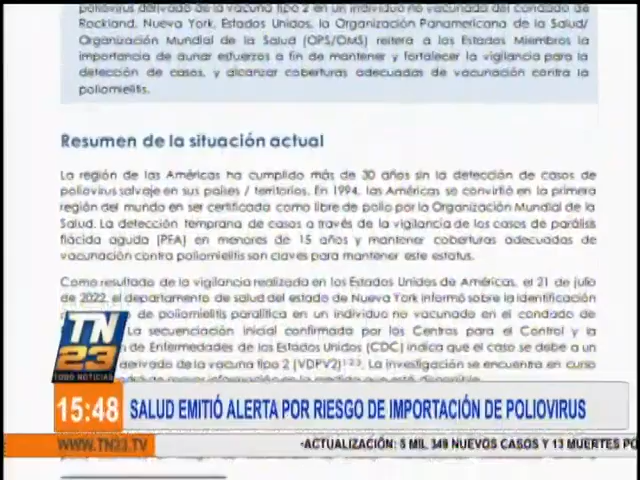 poliovirus derivado de la vacuna tipo 2 en un individuo no vacunado del condado de
Rockland, Nueva York, Estados Unidos, la Organización Panamericana de la Salud/
Organización Mundial de la Salud (OPS/OMS) reitera a los Estados Miembros la
importancia de aunar esfuerzos a fin de mantener y fortalecer la vigilancia para la
detección de casos, y alcanzar coberturas adecuadas de vacunación contra la
poliomielitis.
Resumen de la situación actual
La región de las Américas ha cumplido más de 30 años sin la detección de casos de
poliovirus salvaje en sus países / territorios. En 1994, las Américas se convirtió en la primera
región del mundo en ser certificada como libre de polio por la Organización Mundial de la
Salud. La detección temprana de casos a través de la vigilancia de los casos de parálisis
flácida aguda (PFA) en menores de 15 años y mantener coberturas adecuadas de
vacunación contra poliomielitis son claves para mantener este estatus.
Como resultado de la vigilancia realizada en los Estados Unidos de Américas, el 21 de julio
de 2022, el departamento de salud del estado de Nueva York informó sobre la identificación
de poliomielitis paralítica en un individuo no vacunado en el condado de
La secuenciación inicial confirmada por los Centros para el Control y la
de Enfermedades de los Estados Unidos (CDC) indica que el caso se debe a un
derivado de la vacuna tipo 2 (VDPV2)1-2-3. La investigación se encuentra en curso
TN
23
TODO NOTICIAS
15:48 SALUD EMITIÓ ALERTA POR RIESGO DE IMPORTACIÓN DE POLIOVIRUS
WWW.TN23.TV •ACTUALIZACIÓN: 5 MIL 349 NUEVOS CASOS Y 13 MUERTES PO